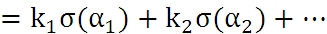 = k₁σ(α₁) + k₂σ(α₂) + ⋯